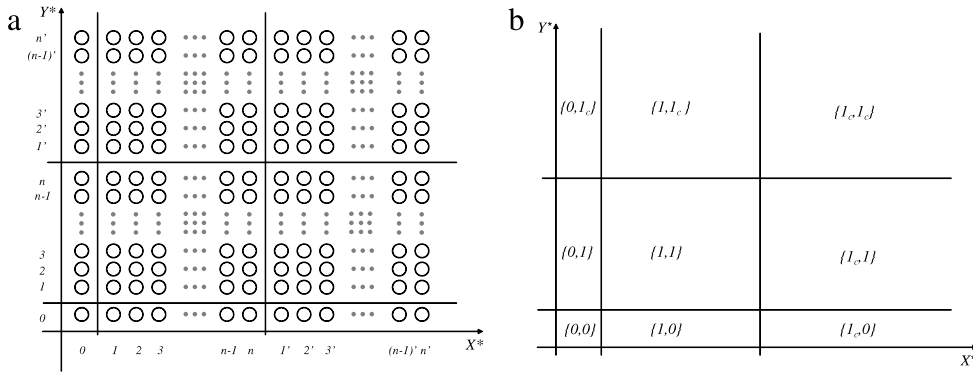 a
Y*
n'
(n-1)'
3'
2'
1'
n
n-1
3
2
1
0
0 1 2 3 n-1 n 1' 2' 3' (n-1)' n'
X*
b
Y*
{0,1c} {1,1c} {1c,1c}
{0,1} {1,1} {1c,1}
{0,0} {1,0} {1c,0}
X*